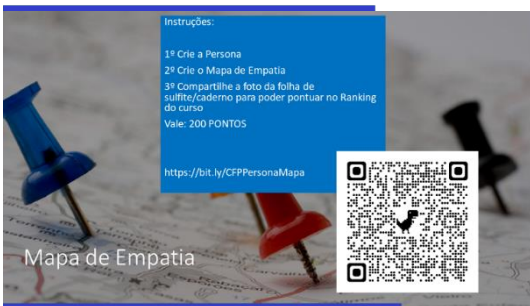 Instruções:
1º Crie a Persona
2º Crie o Mapa de Empatia
3º Compartilhe a foto da folha de
sulfite/caderno para poder pontuar no Ranking
do curso
Vale: 200 PONTOS
https://bit.ly/CFPPersonaMapa
Mapa de Empatia